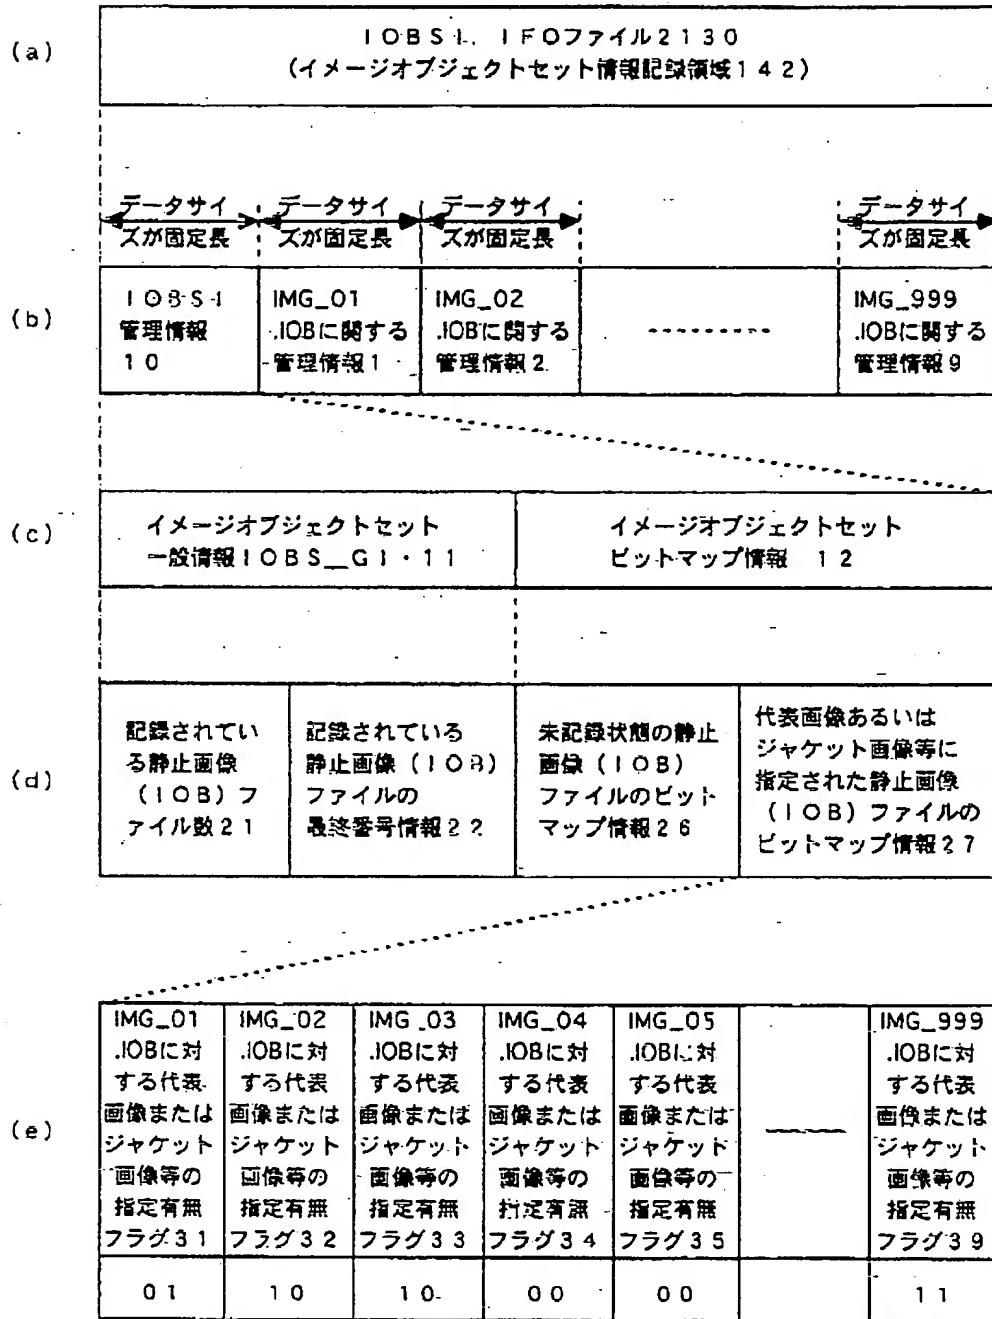 (a)
IOBSI. IFOファイル2130
(イメージオブジェクトセット情報記録領域142)
データサイ
ズが固定長
データサイ
ズが固定長
データサイ
ズが固定長
データサイ
ズが固定長
(b)
IOBSI
管理情報
10
IMG_01
.IOBに関する
管理情報1
IMG_02
.IOBに関する
管理情報2
IMG_999
.IOBに関する
管理情報9
(c)
イメージオブジェクトセット
一般情報IOBS_GI・11
イメージオブジェクトセット
ビットマップ情報 12
(d)
記録されてい
る静止画像
(IOB)フ
ァイル数21
記録されている
静止画像(IOB)
ファイルの
最終番号情報22
未記録状態の静止
画像(IOB)
ファイルのビット
マップ情報26
代表画像あるいは
ジャケット画像等に
指定された静止画像
(IOB)ファイルの
ビットマップ情報27
(e)
IMG_01
.IOBに対
する代表
画像または
ジャケット
画像等の
指定有無
フラグ31
01
IMG_02
.IOBに対
する代表
画像または
ジャケット
画像等の
指定有無
フラグ32
10
IMG_03
.IOBに対
する代表
画像または
ジャケット
画像等の
指定有無
フラグ33
10
IMG_04
.IOBに対
する代表
画像または
ジャケット
画像等の
指定有無
フラグ34
00
IMG_05
.IOBに対
する代表
画像または
ジャケット
画像等の
指定有無
フラグ35
00
IMG_999
.IOBに対
する代表
画像または
ジャケット
画像等の
指定有無
フラグ39
11